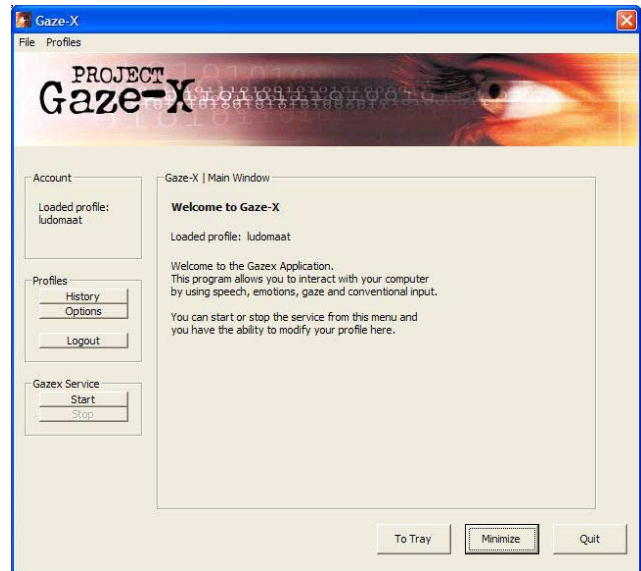 Gaze-X
File Profiles
PROJECT
Gaze-X
Account
Loaded profile:
ludomaat
Profiles
History
Options
Logout
Gazex Service
Start
Stop
Gaze-X | Main Window
Welcome to Gaze-X
Loaded profile: ludomaat
Welcome to the Gazex Application.
This program allows you to interact with your computer
by using speech, emotions, gaze and conventional input.
You can start or stop the service from this menu and
you have the ability to modify your profile here.
To Tray Minimize Quit